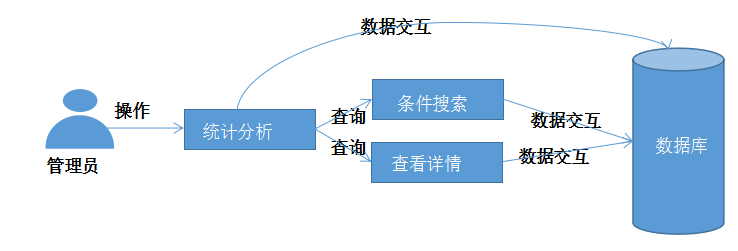 数据交互
操作
管理员
统计分析
查询
查询
条件搜索
查看详情
数据交互
数据交互
数据库